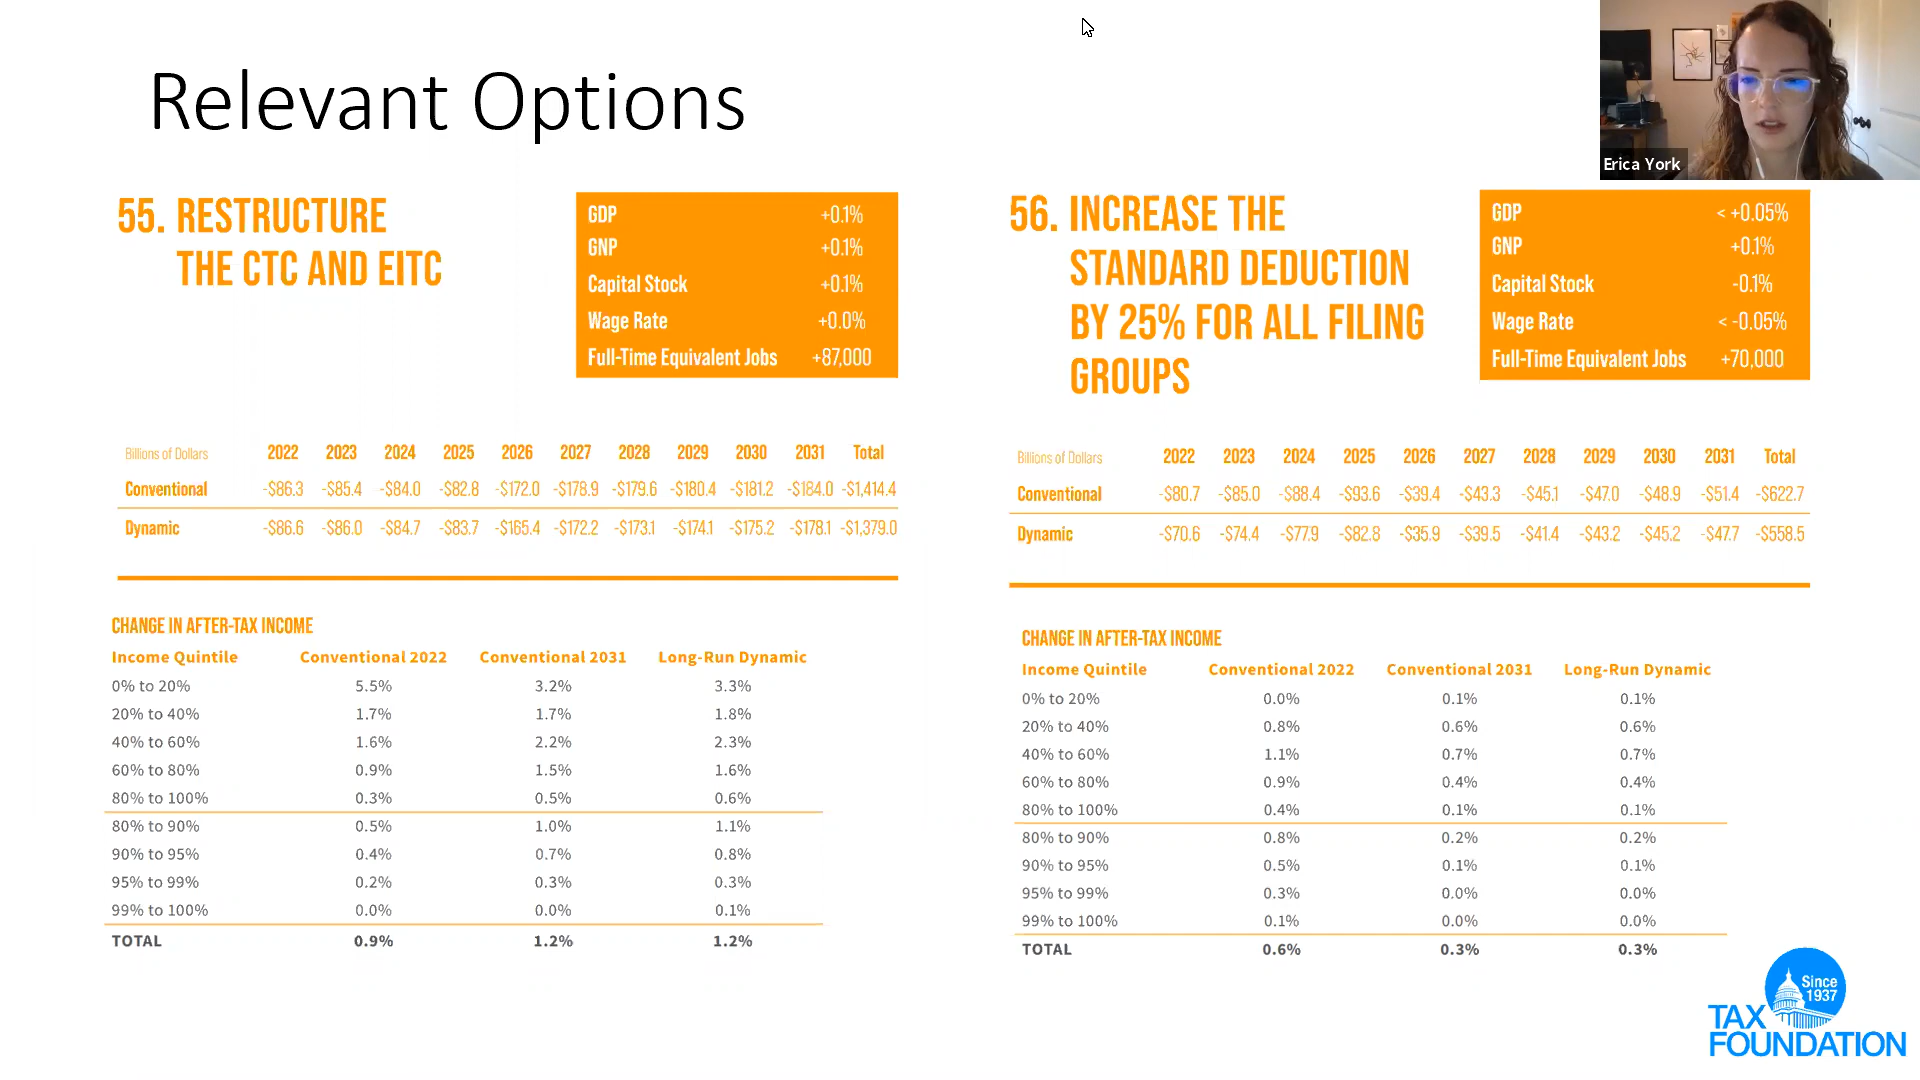 Relevant Options
Erica York
55. RESTRUCTURE
THE CTC AND EITC
GDP +0.1%
GNP +0.1%
Capital Stock +0.1%
Wage Rate +0.0%
Full-Time Equivalent Jobs +87,000
Billions of Dollars 2022 2023 2024 2025 2026 2027 2028 2029 2030 2031 Total
Conventional -$86.3 -$85.4 -$84.0 -$82.8 -$172.0 -$178.9 -$179.6 -$180.4 -$181.2 -$184.0 -$1,414.4
Dynamic -$86.6 -$86.0 -$84.7 -$83.7 -$165.4 -$172.2 -$173.1 -$174.1 -$175.2 -$178.1 -$1,379.0
CHANGE IN AFTER-TAX INCOME
Income Quintile Conventional 2022 Conventional 2031 Long-Run Dynamic
0% to 20% 5.5% 3.2% 3.3%
20% to 40% 1.7% 1.7% 1.8%
40% to 60% 1.6% 2.2% 2.3%
60% to 80% 0.9% 1.5% 1.6%
80% to 100% 0.3% 0.5% 0.6%
80% to 90% 0.5% 1.0% 1.1%
90% to 95% 0.4% 0.7% 0.8%
95% to 99% 0.2% 0.3% 0.3%
99% to 100% 0.0% 0.0% 0.1%
TOTAL 0.9% 1.2% 1.2%
56. INCREASE THE
STANDARD DEDUCTION
BY 25% FOR ALL FILING
GROUPS
GDP < +0.05%
GNP +0.1%
Capital Stock -0.1%
Wage Rate < -0.05%
Full-Time Equivalent Jobs +70,000
Billions of Dollars 2022 2023 2024 2025 2026 2027 2028 2029 2030 2031 Total
Conventional -$80.7 -$85.0 -$88.4 -$93.6 -$39.4 -$43.3 -$45.1 -$47.0 -$48.9 -$51.4 -$622.7
Dynamic -$70.6 -$74.4 -$77.9 -$82.8 -$35.9 -$39.5 -$41.4 -$43.2 -$45.2 -$47.7 -$558.5
CHANGE IN AFTER-TAX INCOME
Income Quintile Conventional 2022 Conventional 2031 Long-Run Dynamic
0% to 20% 0.0% 0.1% 0.1%
20% to 40% 0.8% 0.6% 0.6%
40% to 60% 1.1% 0.7% 0.7%
60% to 80% 0.9% 0.4% 0.4%
80% to 100% 0.4% 0.1% 0.1%
80% to 90% 0.8% 0.2% 0.2%
90% to 95% 0.5% 0.1% 0.1%
95% to 99% 0.3% 0.0% 0.0%
99% to 100% 0.1% 0.0% 0.0%
TOTAL 0.6% 0.3% 0.3%
Since
1937
TAX
FOUNDATION